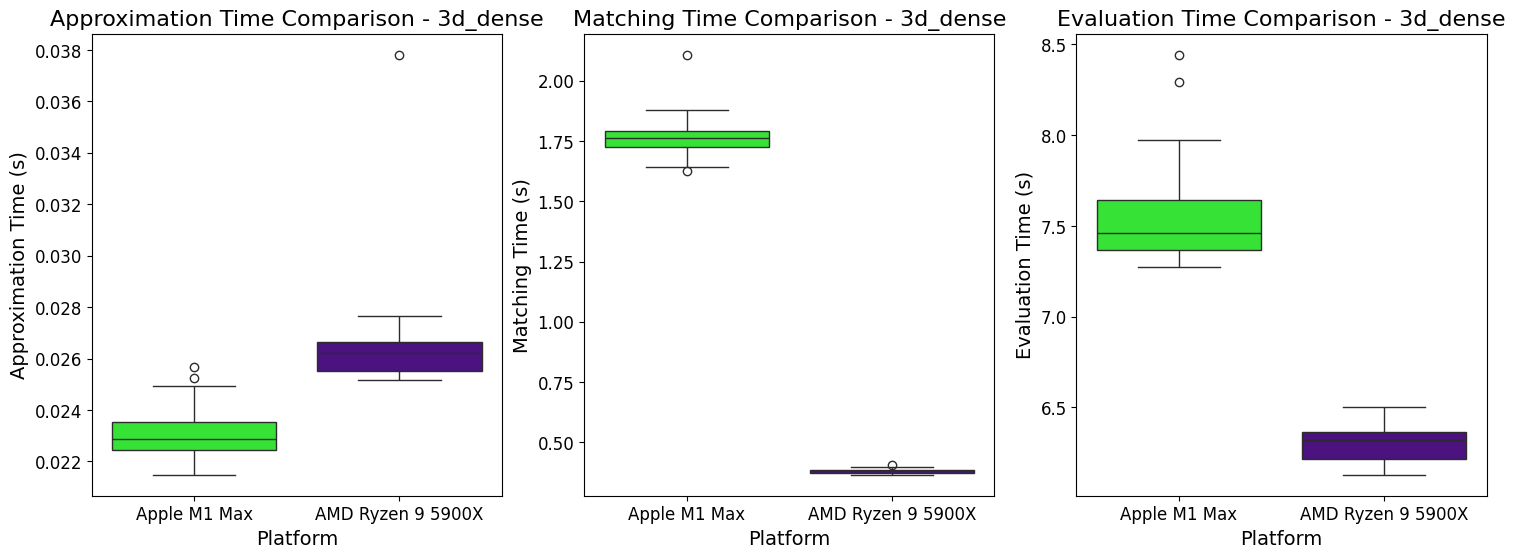 Approximation Time Comparison - 3d_dense
0.038
0.036
0.034
0.032
0.030
0.028
0.026
0.024
0.022
Approximation Time (s)
Apple M1 Max
AMD Ryzen 9 5900X
Platform
Matching Time Comparison - 3d_dense
2.00
1.75
1.50
1.25
1.00
0.75
0.50
Matching Time (s)
Apple M1 Max
AMD Ryzen 9 5900X
Platform
Evaluation Time Comparison - 3d_dense
8.5
8.0
7.5
7.0
6.5
Evaluation Time (s)
Apple M1 Max
AMD Ryzen 9 5900X
Platform